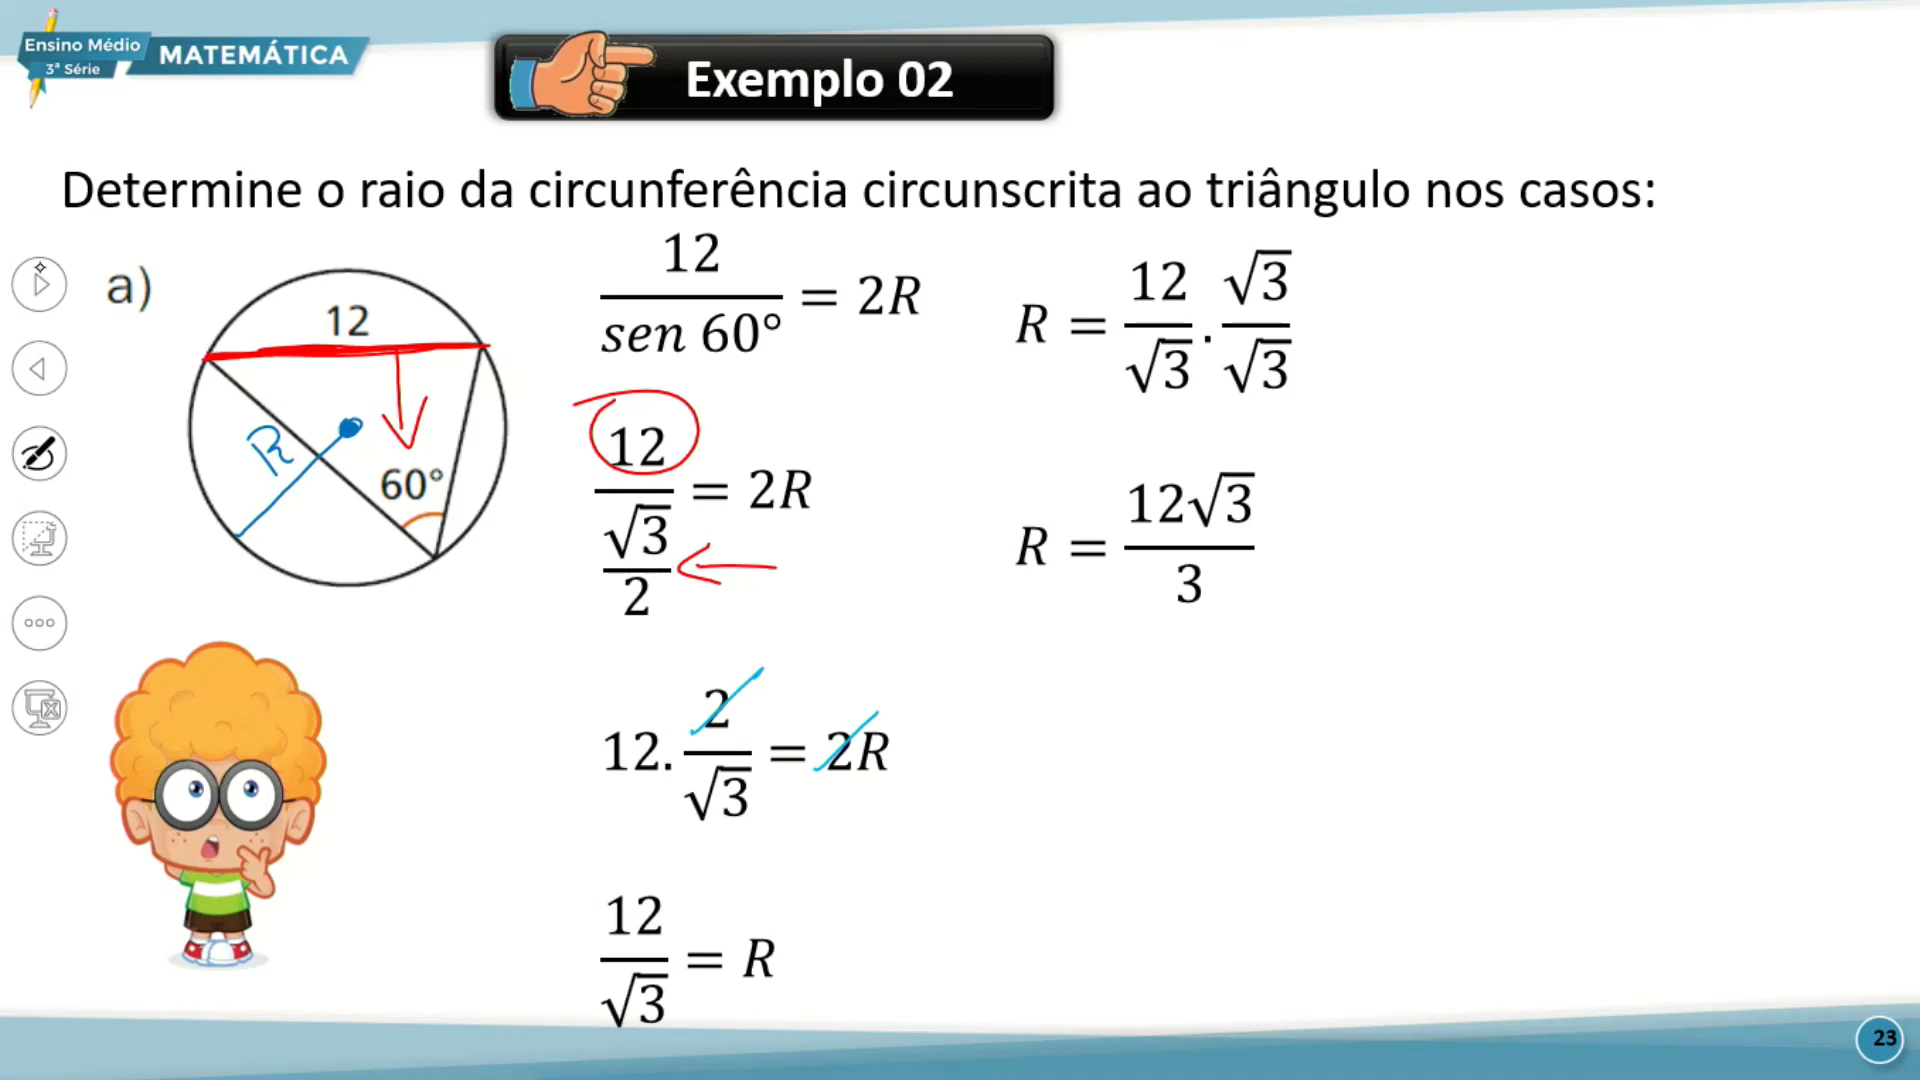 Ensino Médio
3ª Série
MATEMÁTICA
Exemplo 02
Determine o raio da circunferência circunscrita ao triângulo nos casos:
a)
12
R
60°
12 / sen 60° = 2R
12 / (√3 / 2) = 2R
12 . 2 / √3 = 2R
12 / √3 = R
R = 12 / √3 . √3 / √3
R = 12√3 / 3
23